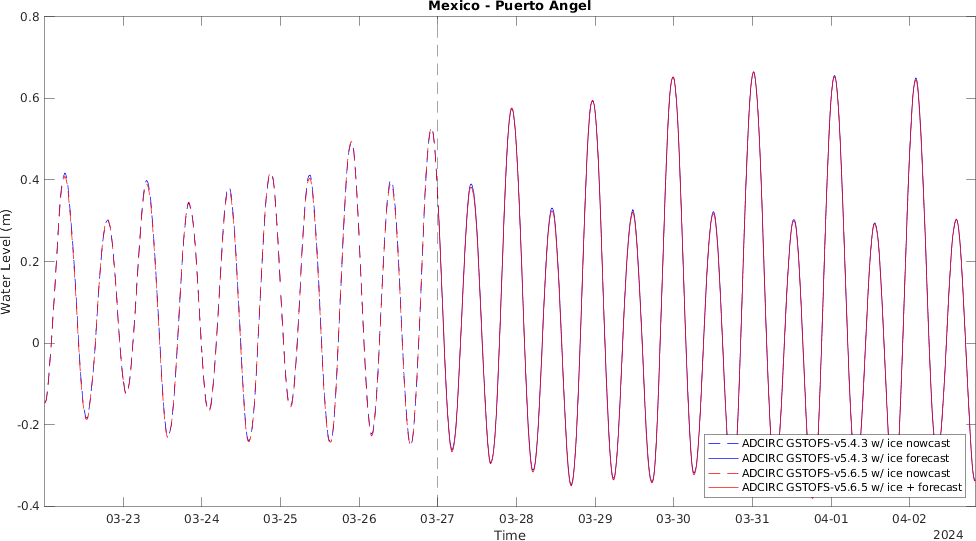 Mexico - Puerto Angel
0.8
0.6
0.4
0.2
0
-0.2
-0.4
Water Level (m)
ADCIRC GSTOFS-v5.4.3 w/ ice nowcast
ADCIRC GSTOFS-v5.4.3 w/ ice forecast
ADCIRC GSTOFS-v5.6.5 w/ ice nowcast
ADCIRC GSTOFS-v5.6.5 w/ ice + forecast
03-23 03-24 03-25 03-26 03-27 03-28 03-29 03-30 03-31 04-01 04-02
Time
2024